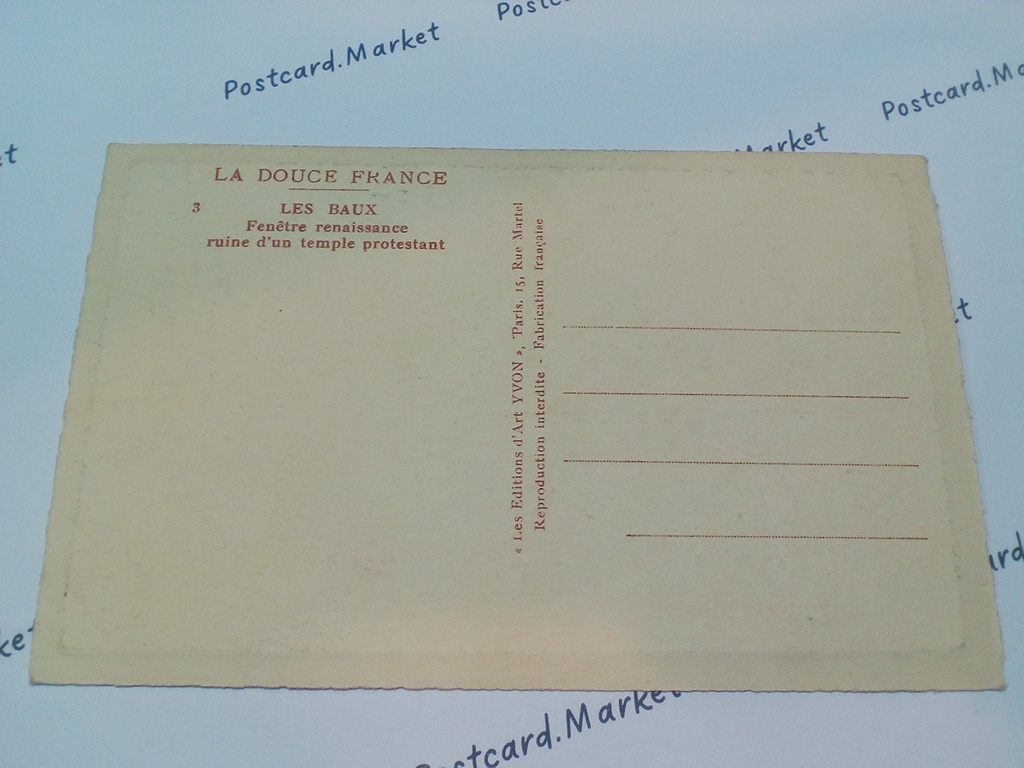 Postcard.Market
Postcard.Ma
Market
LA DOUCE FRANCE
3 LES BAUX
Fenêtre renaissance
ruine d'un temple protestant
« Les Editions d'Art YVON », Paris. 15, Rue Martel
Reproduction interdite - Fabrication française
stcard.Market